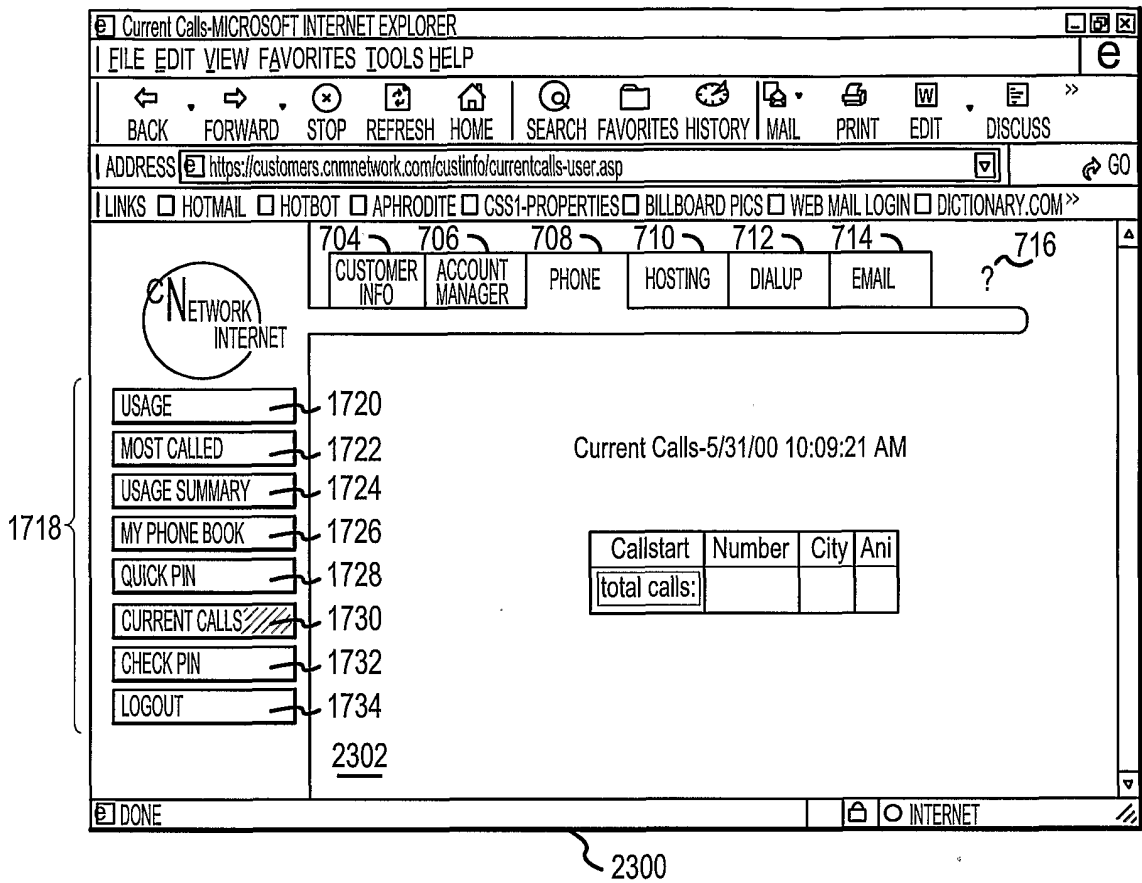 Current Calls-MICROSOFT INTERNET EXPLORER
FILE EDIT VIEW FAVORITES TOOLS HELP
e
BACK FORWARD STOP REFRESH HOME SEARCH FAVORITES HISTORY MAIL PRINT EDIT DISCUSS »
ADDRESS https://customers.cnmnetwork.com/custinfo/currentcalls-user.asp GO
LINKS HOTMAIL HOTBOT APHRODITE CSS1-PROPERTIES BILLBOARD PICS WEB MAIL LOGIN DICTIONARY.COM »
704 706 708 710 712 714 716
CUSTOMER INFO ACCOUNT MANAGER PHONE HOSTING DIALUP EMAIL ?
CNETWORK
INTERNET
1718
USAGE 1720
MOST CALLED 1722
USAGE SUMMARY 1724
MY PHONE BOOK 1726
QUICK PIN 1728
CURRENT CALLS 1730
CHECK PIN 1732
LOGOUT 1734
Current Calls-5/31/00 10:09:21 AM
Callstart Number City Ani
total calls:
2302
DONE INTERNET
2300